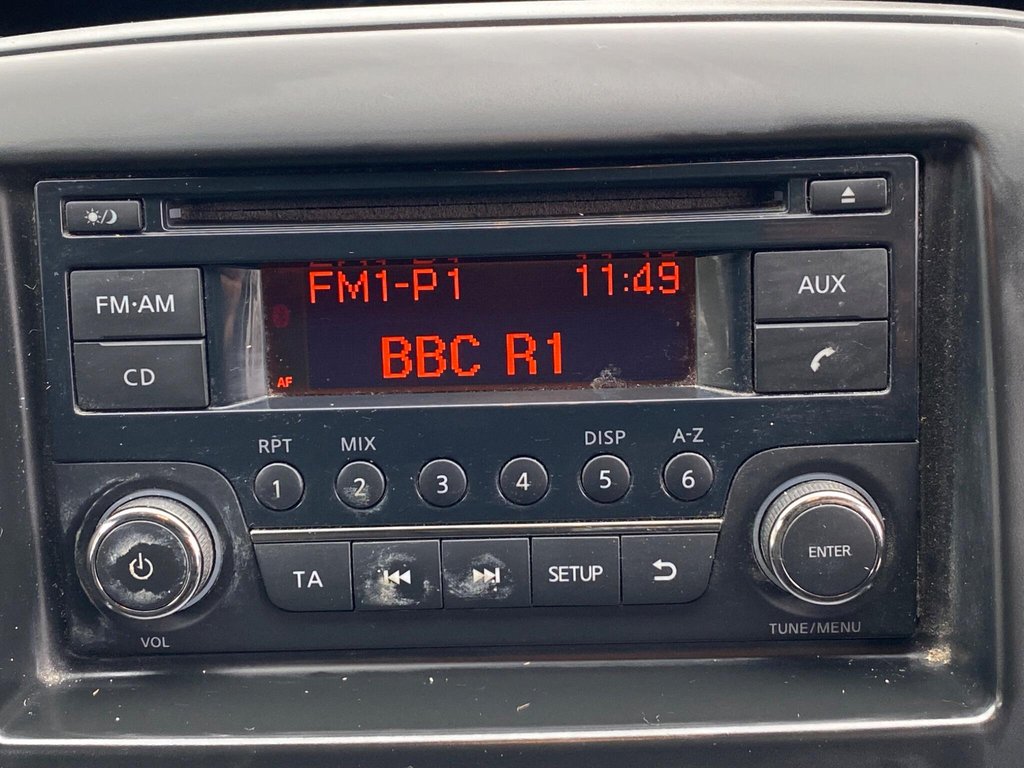 FM1-P1 11:49
BBC R1
AF
FM·AM
CD
AUX
RPT MIX DISP A-Z
1 2 3 4 5 6
TA SETUP
ENTER
VOL
TUNE/MENU